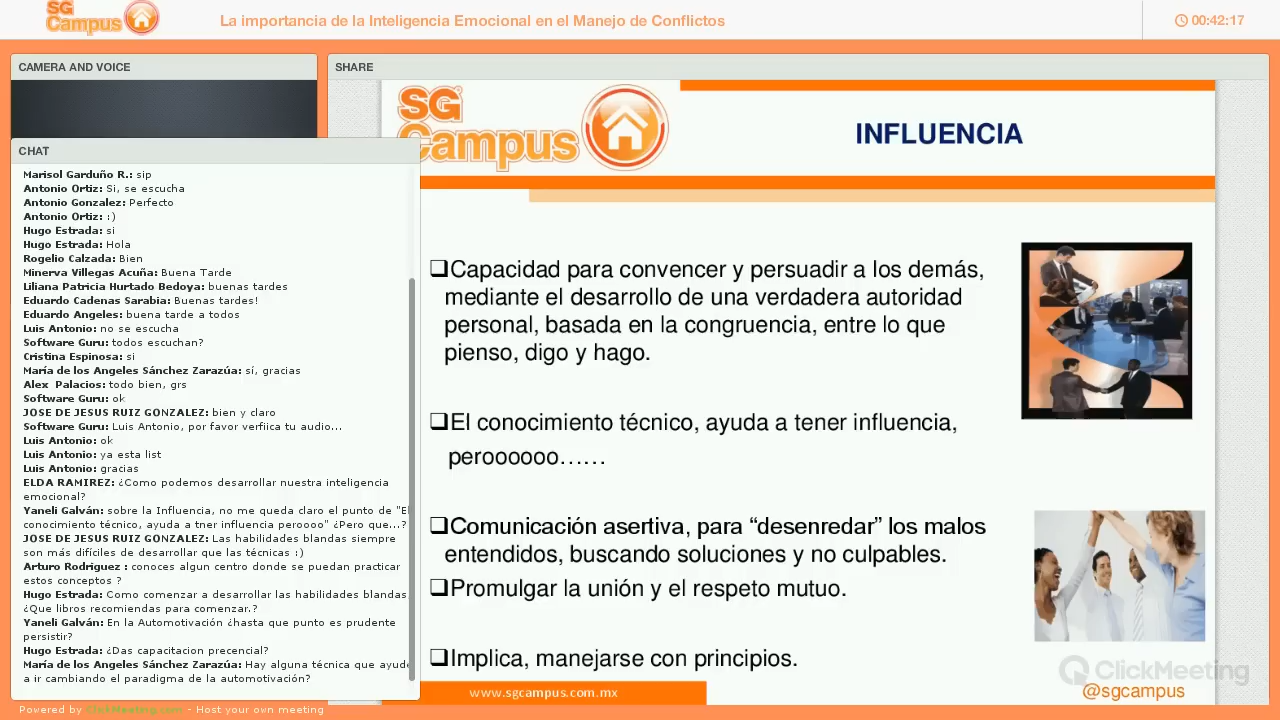 SG
Campus
La importancia de la Inteligencia Emocional en el Manejo de Conflictos
00:42:17
CAMERA AND VOICE
SHARE
CHAT
Marisol Garduño R.: sip
Antonio Ortiz: Si, se escucha
Antonio Gonzalez: Perfecto
Antonio Ortiz: :)
Hugo Estrada: si
Hugo Estrada: Hola
Rogelio Calzada: Bien
Minerva Villegas Acuña: Buena Tarde
Liliana Patricia Hurtado Bedoya: buenas tardes
Eduardo Cadenas Sarabia: Buenas tardes!
Eduardo Angeles: buena tarde a todos
Luis Antonio: no se escucha
Software Guru: todos escuchan?
Cristina Espinosa: si
María de los Angeles Sánchez Zarazúa: sí, gracias
Alex Palacios: todo bien, grs
Software Guru: ok
JOSE DE JESUS RUIZ GONZALEZ: bien y claro
Software Guru: Luis Antonio, por favor verfiica tu audio...
Luis Antonio: ok
Luis Antonio: ya esta list
Luis Antonio: gracias
ELDA RAMIREZ: ¿Como podemos desarrollar nuestra inteligencia
emocional?
Yaneli Galván: sobre la Influencia, no me queda claro el punto de "El
conocimiento técnico, ayuda a tner influencia peroooo" ¿Pero que...?
JOSE DE JESUS RUIZ GONZALEZ: Las habilidades blandas siempre
son más difíciles de desarrollar que las técnicas :)
Arturo Rodriguez : conoces algun centro donde se puedan practicar
estos conceptos ?
Hugo Estrada: Como comenzar a desarrollar las habilidades blandas.
¿Que libros recomiendas para comenzar.?
Yaneli Galván: En la Automotivación ¿hasta que punto es prudente
persistir?
Hugo Estrada: ¿Das capacitacion precencial?
María de los Angeles Sánchez Zarazúa: Hay alguna técnica que ayude
a ir cambiando el paradigma de la automotivación?
SG
Campus
INFLUENCIA
❑Capacidad para convencer y persuadir a los demás,
mediante el desarrollo de una verdadera autoridad
personal, basada en la congruencia, entre lo que
pienso, digo y hago.
❑El conocimiento técnico, ayuda a tener influencia,
peroooooo……
❑Comunicación asertiva, para “desenredar” los malos
entendidos, buscando soluciones y no culpables.
❑Promulgar la unión y el respeto mutuo.
❑Implica, manejarse con principios.
www.sgcampus.com.mx
ClickMeeting
@sgcampus
Powered by ClickMeeting.com - Host your own meeting